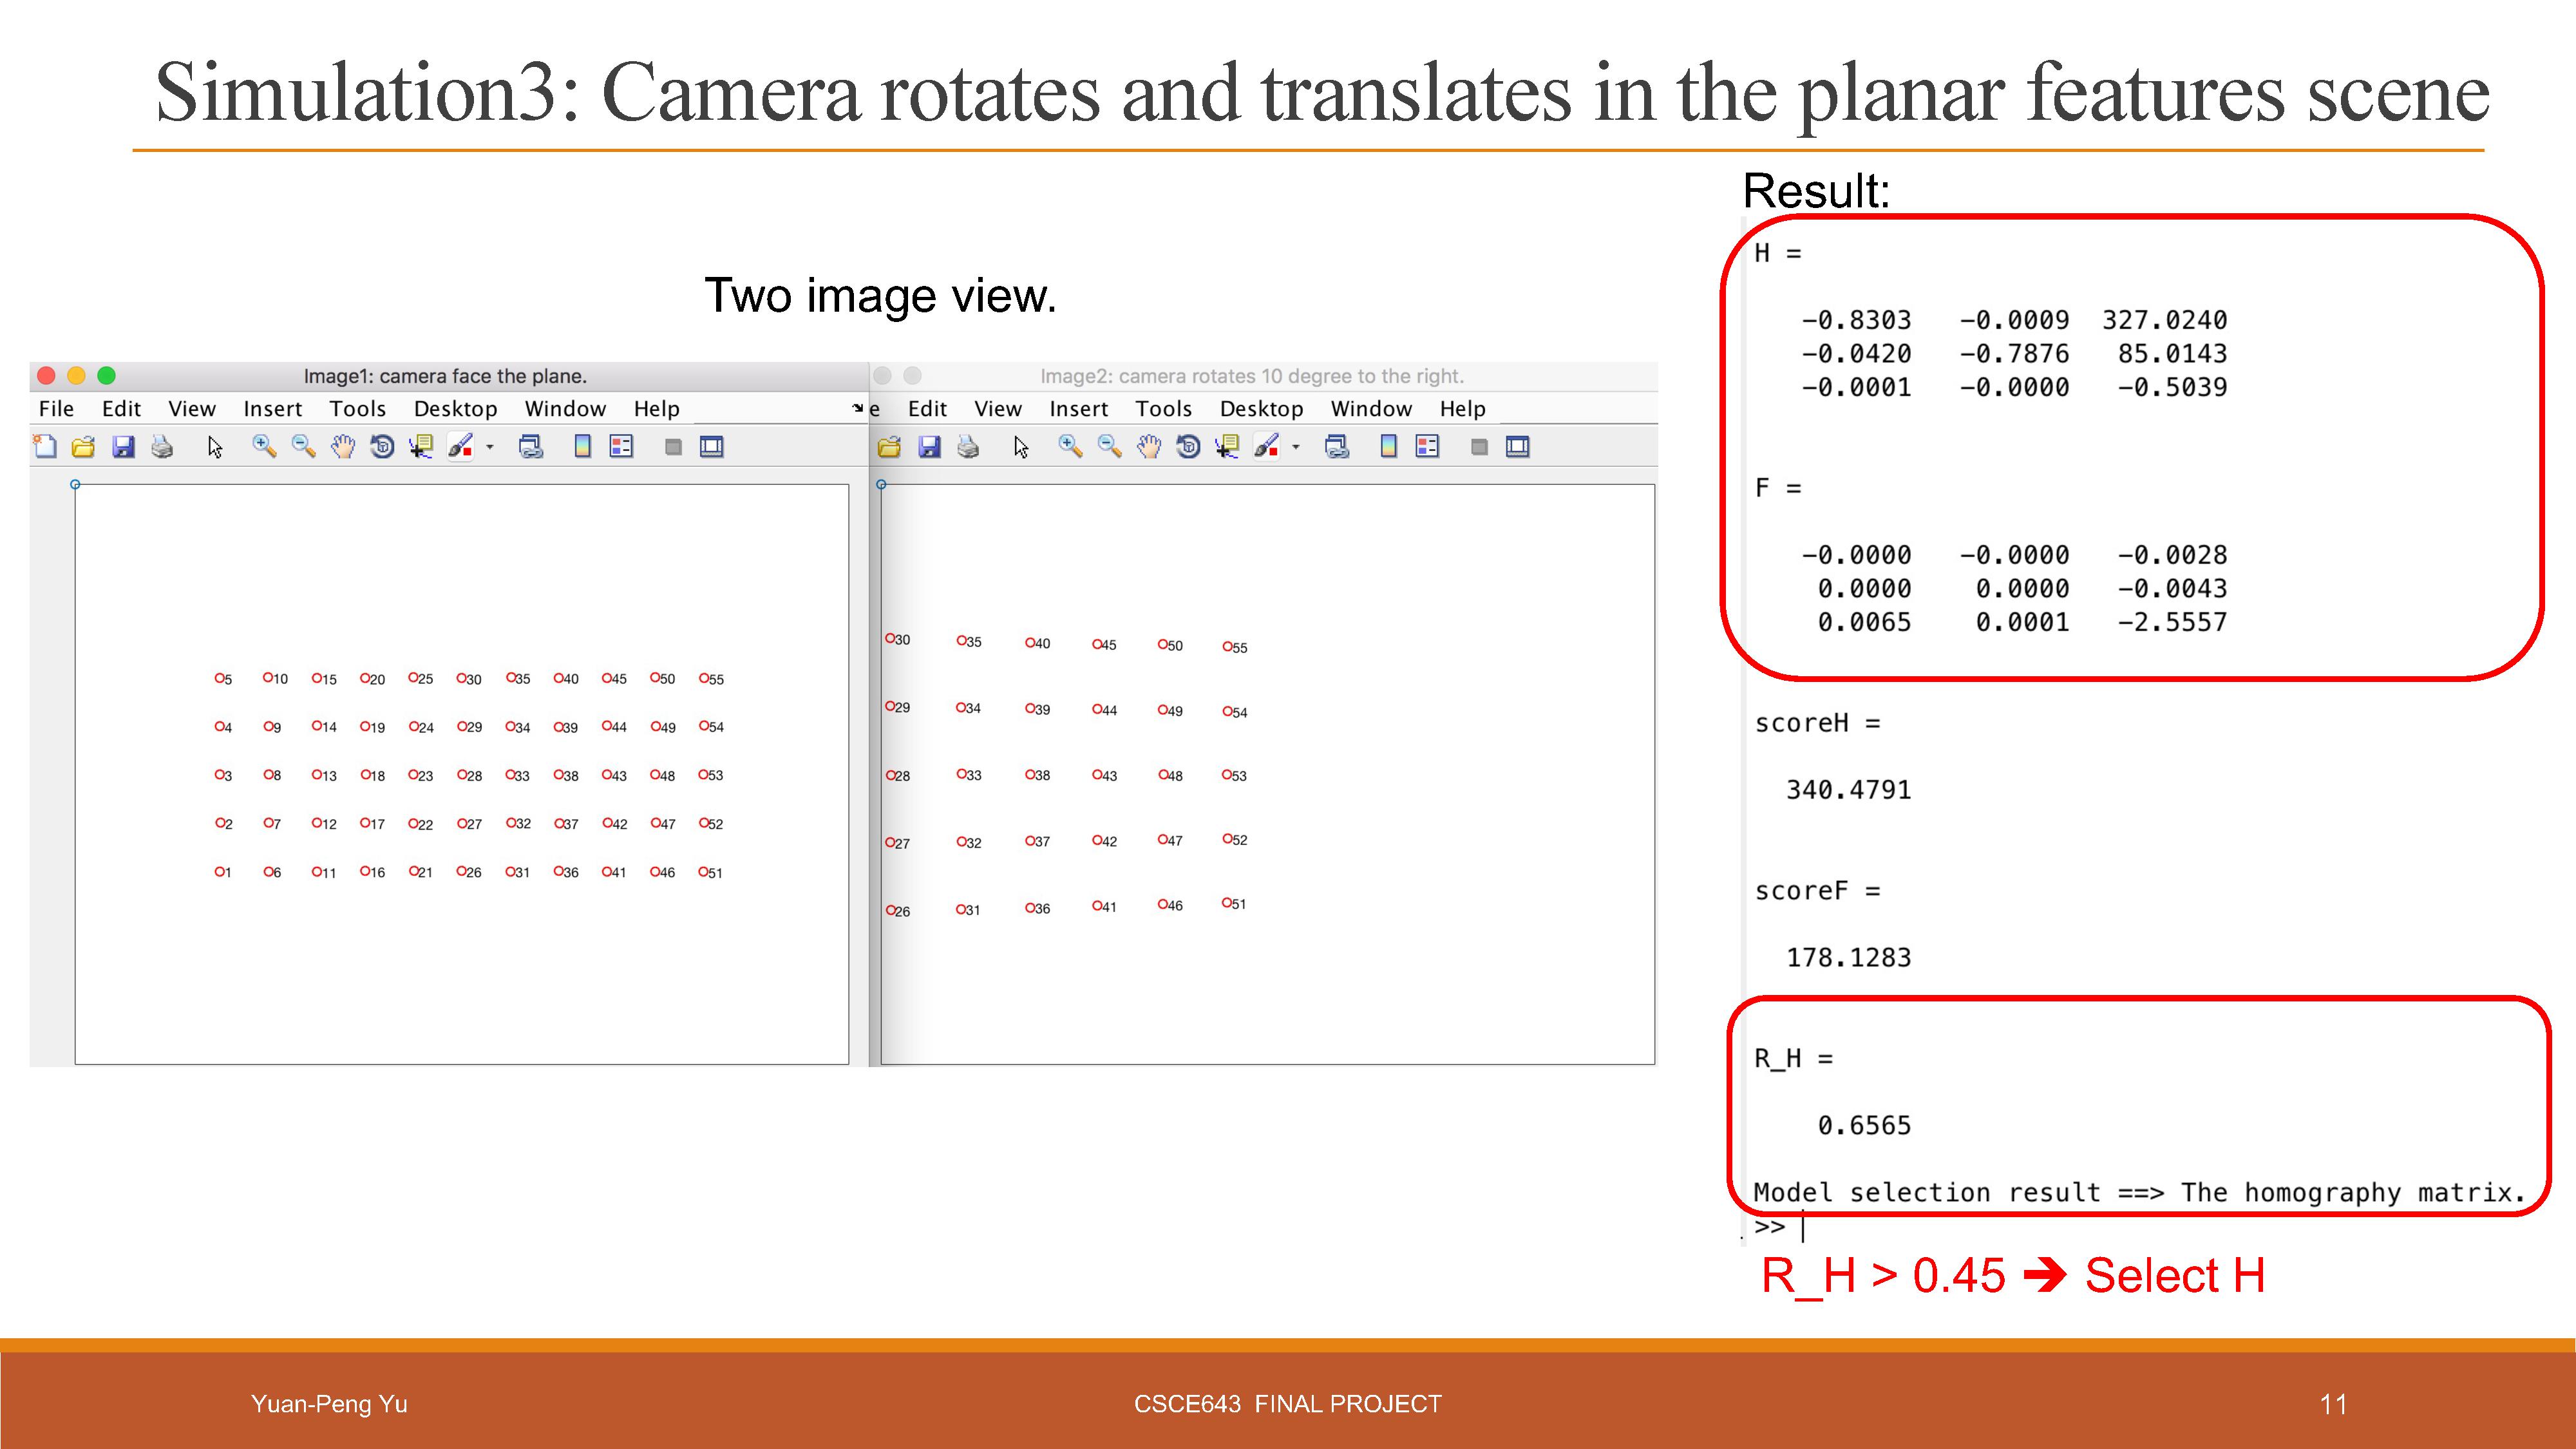 Simulation3: Camera rotates and translates in the planar features scene
Two image view.
Image1: camera face the plane.
File Edit View Insert Tools Desktop Window Help
5 10 15 20 25 30 35 40 45 50 55
4 9 14 19 24 29 34 39 44 49 54
3 8 13 18 23 28 33 38 43 48 53
2 7 12 17 22 27 32 37 42 47 52
1 6 11 16 21 26 31 36 41 46 51
Image2: camera rotates 10 degree to the right.
e Edit View Insert Tools Desktop Window Help
30 35 40 45 50 55
29 34 39 44 49 54
28 33 38 43 48 53
27 32 37 42 47 52
26 31 36 41 46 51
Result:
H =
-0.8303 -0.0009 327.0240
-0.0420 -0.7876 85.0143
-0.0001 -0.0000 -0.5039
F =
-0.0000 -0.0000 -0.0028
0.0000 0.0000 -0.0043
0.0065 0.0001 -2.5557
scoreH =
340.4791
scoreF =
178.1283
R_H =
0.6565
Model selection result ==> The homography matrix.
>>
R_H > 0.45 ➔ Select H
Yuan-Peng Yu
CSCE643 FINAL PROJECT
11